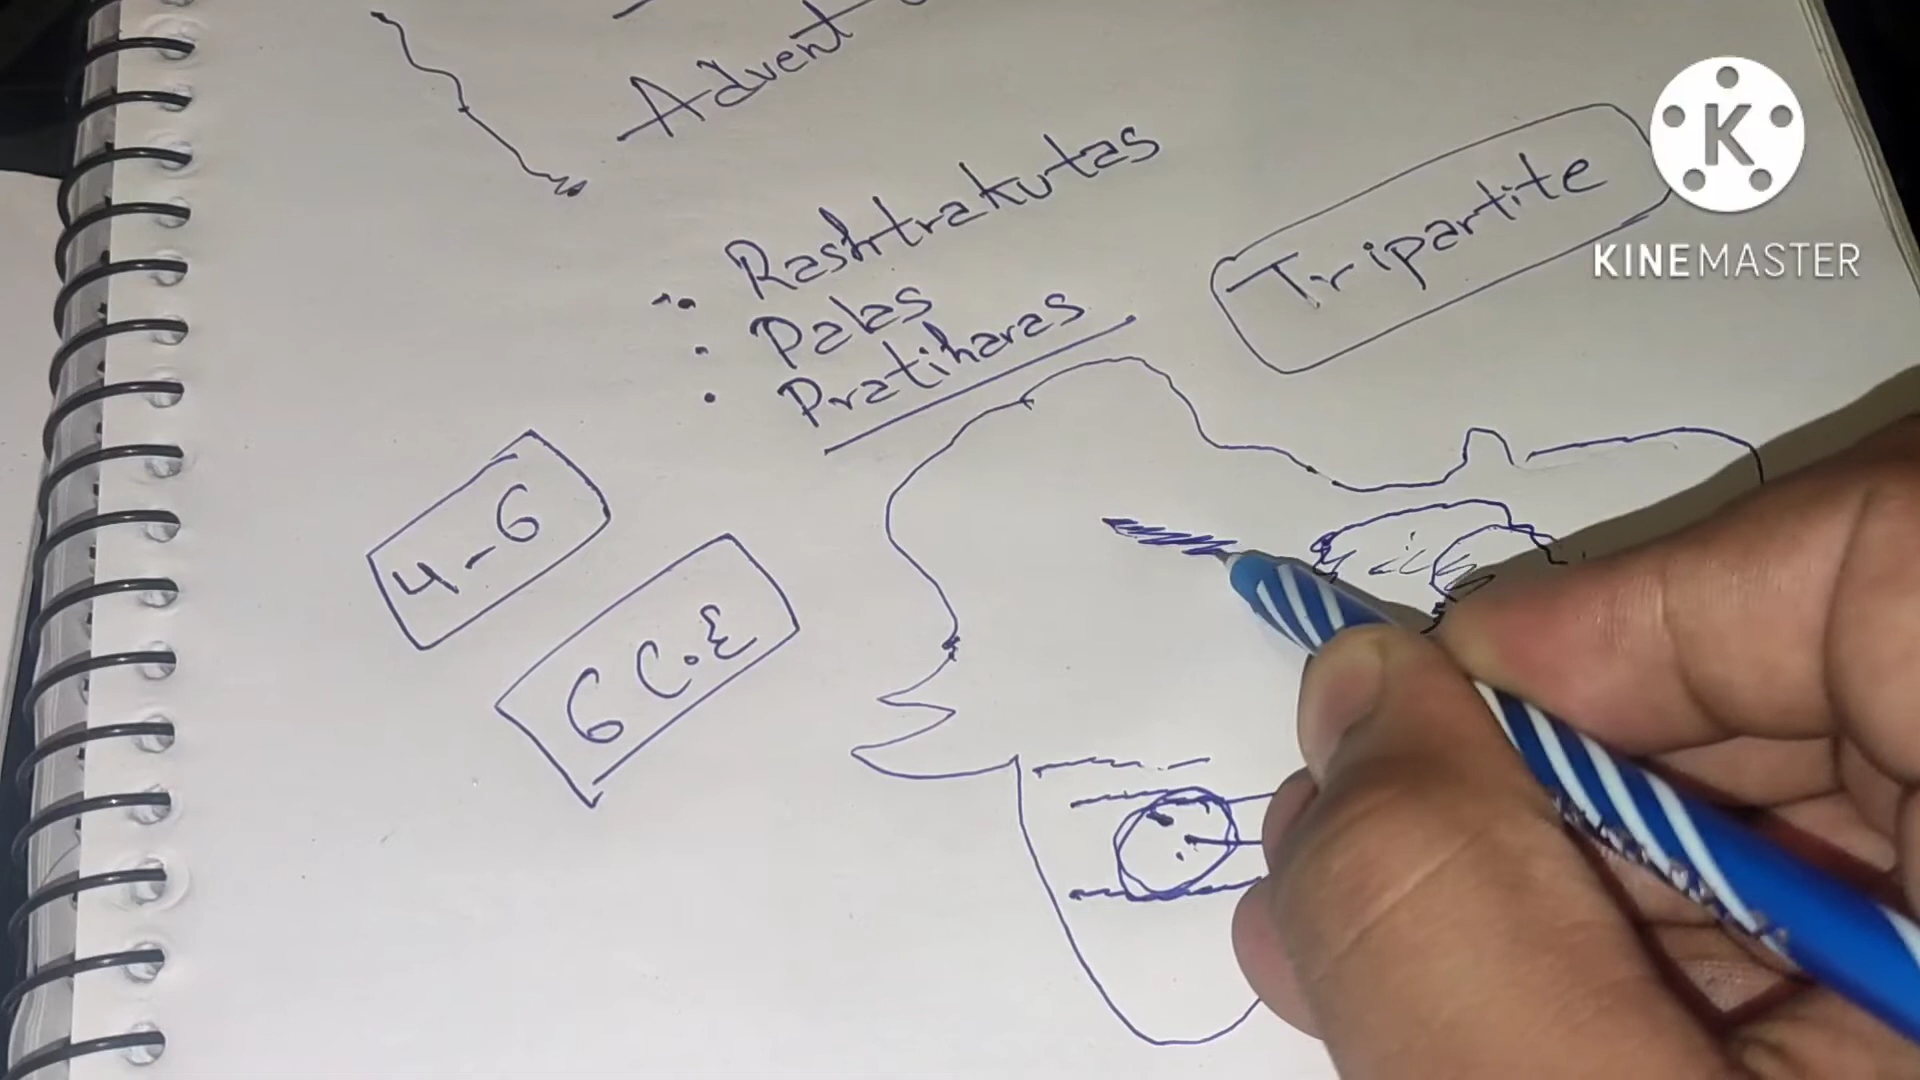 Advent
Rashtrakutas
Palas
Pratiharas
Tripartite
4-6
6 C.E
K
KINEMASTER